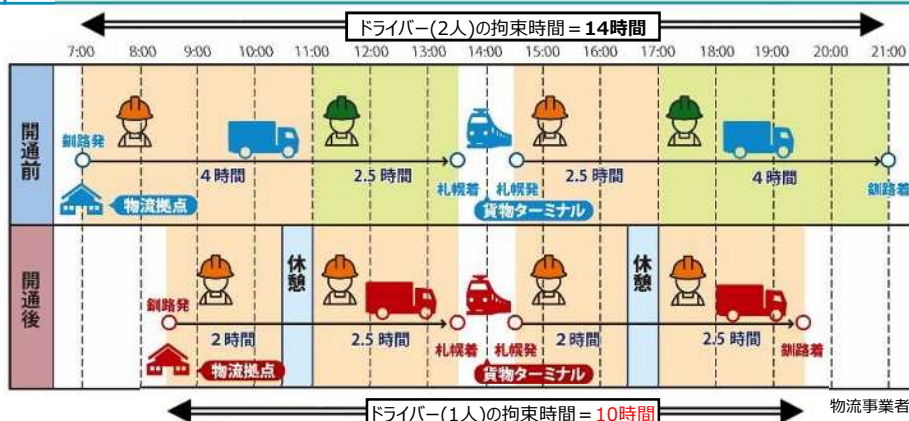 ドライバー(2人)の拘束時間＝14時間
7:00 8:00 9:00 10:00 11:00 12:00 13:00 14:00 15:00 16:00 17:00 18:00 19:00 20:00 21:00
開通前
釧路発
4時間
2.5時間
札幌着
札幌発
2.5時間
4時間
釧路着
物流拠点
貨物ターミナル
開通後
休憩
休憩
釧路発
2時間
2.5時間
札幌着
札幌発
2時間
2.5時間
釧路着
物流拠点
貨物ターミナル
ドライバー(1人)の拘束時間＝10時間
物流事業者